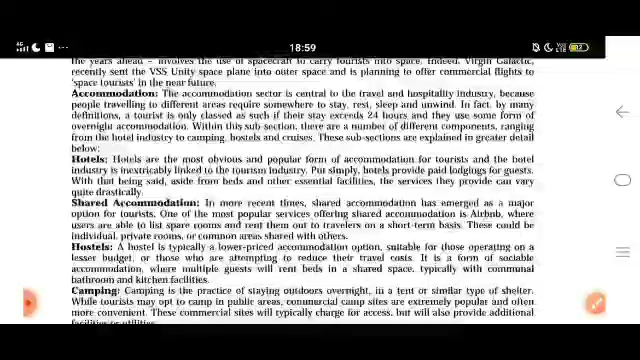 18:59
12
the years ahead – involves the use of spacecraft to carry tourists into space. Indeed, Virgin Galactic,
recently sent the VSS Unity space plane into outer space and is planning to offer commercial flights to
'space tourists' in the near future.
Accommodation: The accommodation sector is central to the travel and hospitality industry, because
people travelling to different areas require somewhere to stay, rest, sleep and unwind. In fact, by many
definitions, a tourist is only classed as such if their stay exceeds 24 hours and they use some form of
overnight accommodation. Within this sub-section, there are a number of different components, ranging
from the hotel industry to camping, hostels and cruises. These sub-sections are explained in greater detail
below:
Hotels: Hotels are the most obvious and popular form of accommodation for tourists and the hotel
industry is inextricably linked to the tourism industry. Put simply, hotels provide paid lodgings for guests.
With that being said, aside from beds and other essential facilities, the services they provide can vary
quite drastically.
Shared Accommodation: In more recent times, shared accommodation has emerged as a major
option for tourists. One of the most popular services offering shared accommodation is Airbnb, where
users are able to list spare rooms and rent them out to travelers on a short-term basis. These could be
individual, private rooms, or common areas shared with others.
Hostels: A hostel is typically a lower-priced accommodation option, suitable for those operating on a
lesser budget, or those who are attempting to reduce their travel costs. It is a form of sociable
accommodation, where multiple guests will rent beds in a shared space, typically with communal
bathroom and kitchen facilities.
Camping: Camping is the practice of staying outdoors overnight, in a tent or similar type of shelter.
While tourists may opt to camp in public areas, commercial camp sites are extremely popular and often
more convenient. These commercial sites will typically charge for access, but will also provide additional
facilities or utilities.